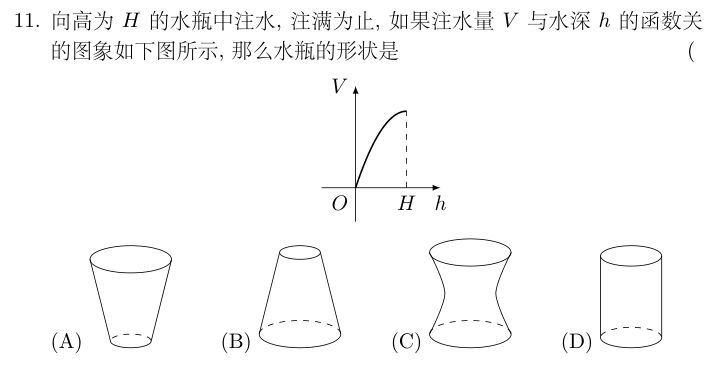 11. 向高为 H 的水瓶中注水, 注满为止, 如果注水量 V 与水深 h 的函数关
的图象如下图所示, 那么水瓶的形状是 (
V
O H h
(A) (B) (C) (D)